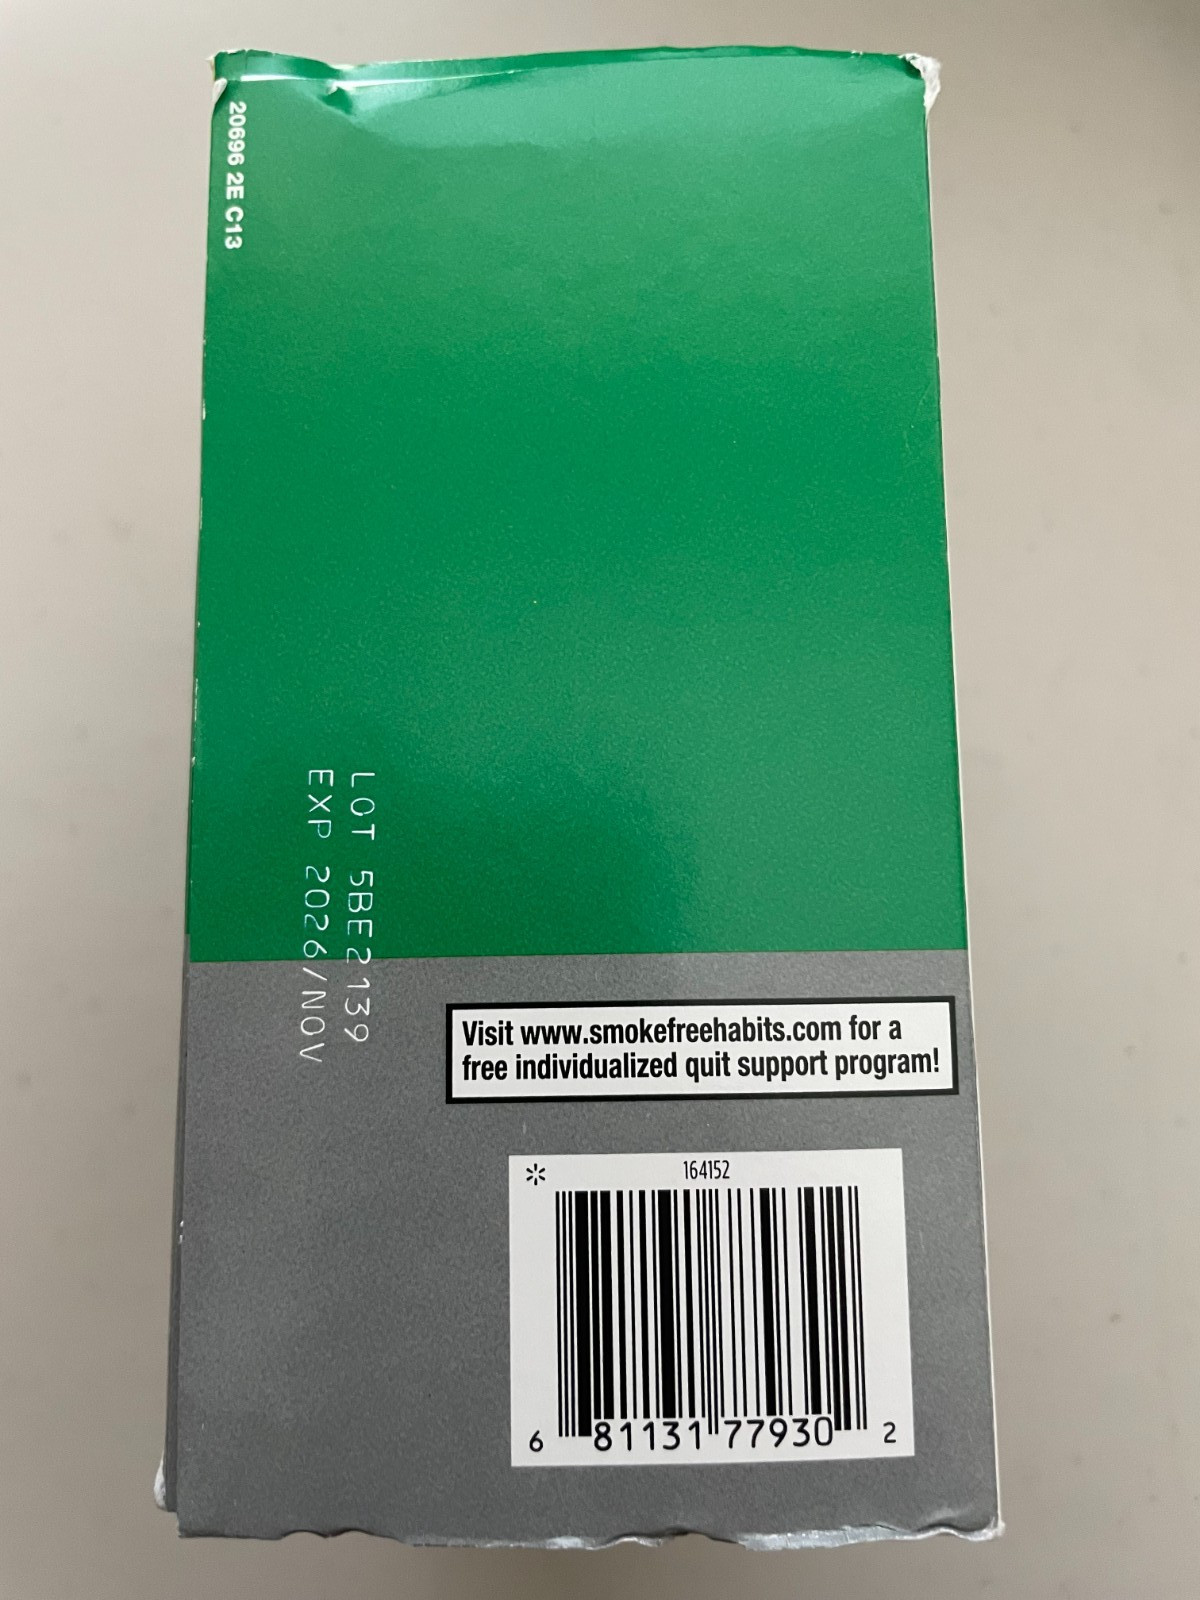 20696 2E C13
LOT 5BE2139
EXP 2026/NOV
Visit www.smokefreehabits.com for a
free individualized quit support program!
164152
6 81131 77930 2